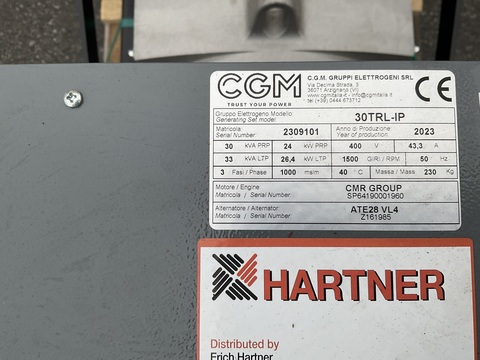 CGM
TRUST YOUR POWER
C.G.M. GRUPPI ELETTROGENI SRL
Via Decima Strada, 3
36071 Arzignano (VI)
www.cgmitalia.it - info@cgmitalia.it
tel (+39) 0444 673712
CE
Gruppo Elettrogeno Modello:
Generating Set model:
30TRL-IP
Matricola:
Serial Number:
2309101
Anno di Produzione
Year of production:
2023
30 kVA PRP 24 kW PRP 400 V 43,3 A
33 kVA LTP 26,4 kW LTP 1500 GIRI / RPM 50 Hz
3 Fasi / Phase 1000 mslm 40 °C Massa / Weight 230 Kg
Motore / Engine
Matricola / Serial Number
CMR GROUP
SP64190001960
Alternatore / Alternator:
Matricola / Serial Number
ATE28 VL4
Z161985
HARTNER
Distributed by
Erich Hartner